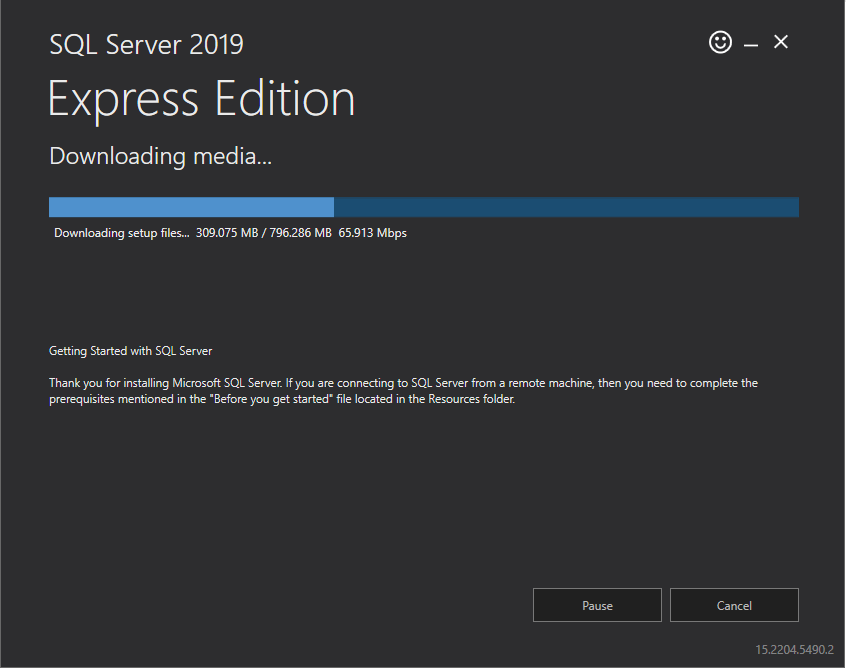 SQL Server 2019
Express Edition
Downloading media...
Downloading setup files... 309.075 MB / 796.286 MB 65.913 Mbps
Getting Started with SQL Server
Thank you for installing Microsoft SQL Server. If you are connecting to SQL Server from a remote machine, then you need to complete the
prerequisites mentioned in the "Before you get started" file located in the Resources folder.
Pause
Cancel
15.2204.5490.2